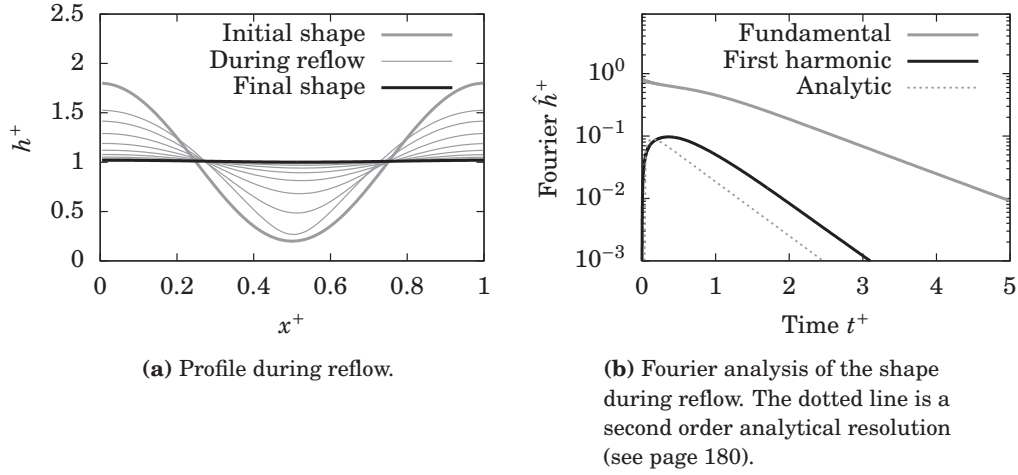 2.5
2
1.5
1
0.5
0
h⁺
Initial shape
During reflow
Final shape
0 0.2 0.4 0.6 0.8 1
x⁺
(a) Profile during reflow.
10⁰
10⁻¹
10⁻²
10⁻³
Fourier ĥ⁺
Fundamental
First harmonic
Analytic
0 1 2 3 4 5
Time t⁺
(b) Fourier analysis of the shape
during reflow. The dotted line is a
second order analytical resolution
(see page 180).